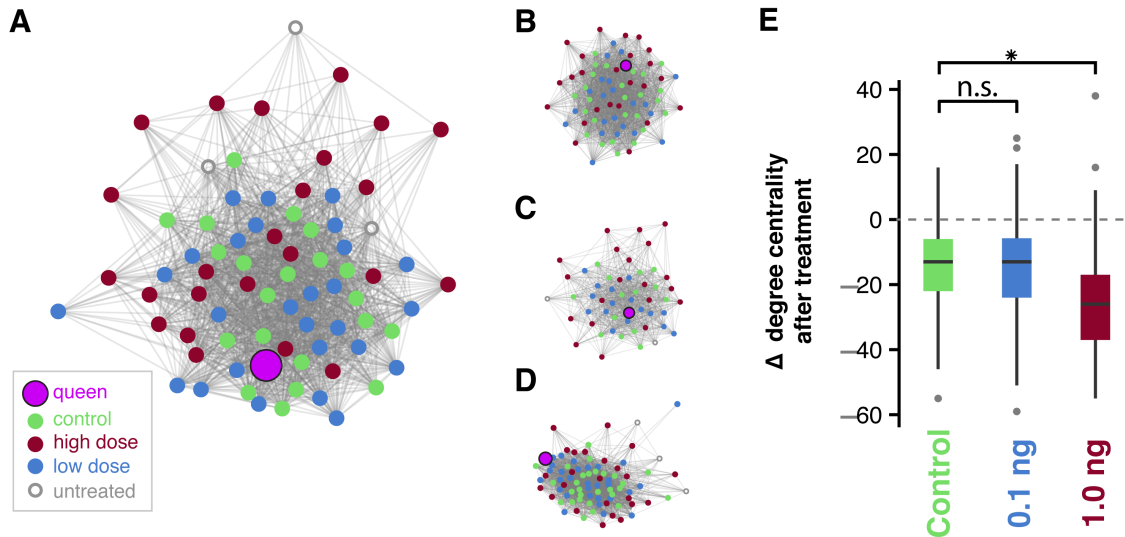 A
queen
control
high dose
low dose
untreated
B
C
D
E
Δ degree centrality
after treatment
*
n.s.
40
20
0
−20
−40
−60
Control
0.1 ng
1.0 ng